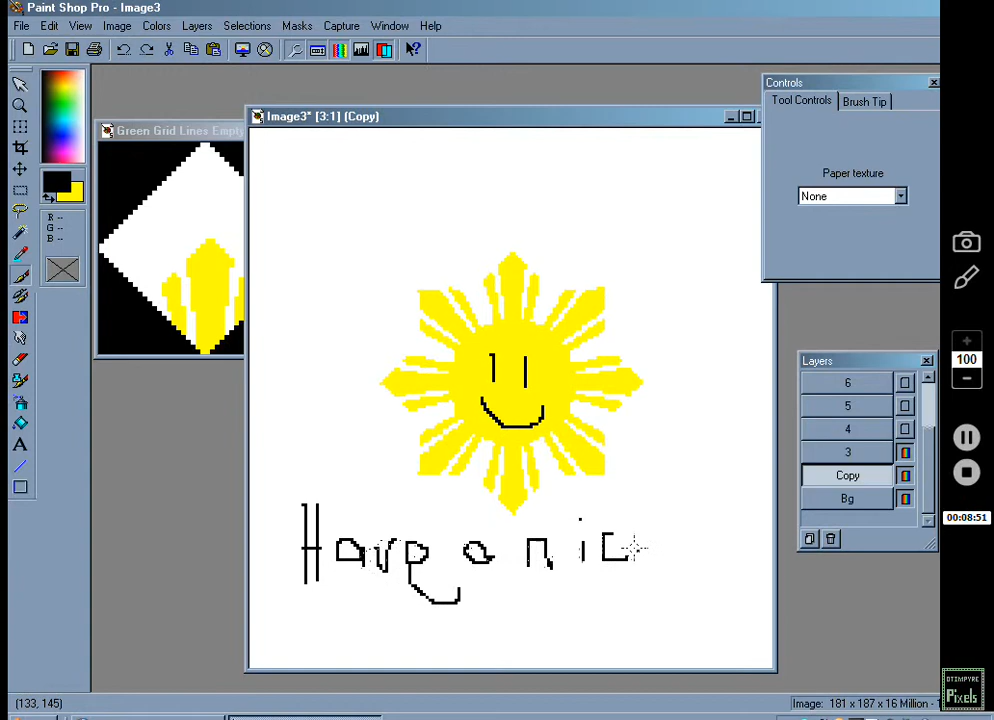 Paint Shop Pro - Image3
File Edit View Image Colors Layers Selections Masks Capture Window Help
Controls
Tool Controls Brush Tip
Image3* [3:1] (Copy)
Green Grid Lines Empty
Paper texture
None
R --
G --
B --
100
Layers
6
5
4
3
Copy
Bg
00:08:51
Have a nic
(133, 145)
Image: 181 x 187 x 16 Million -
OTIMPYRE
Pixels